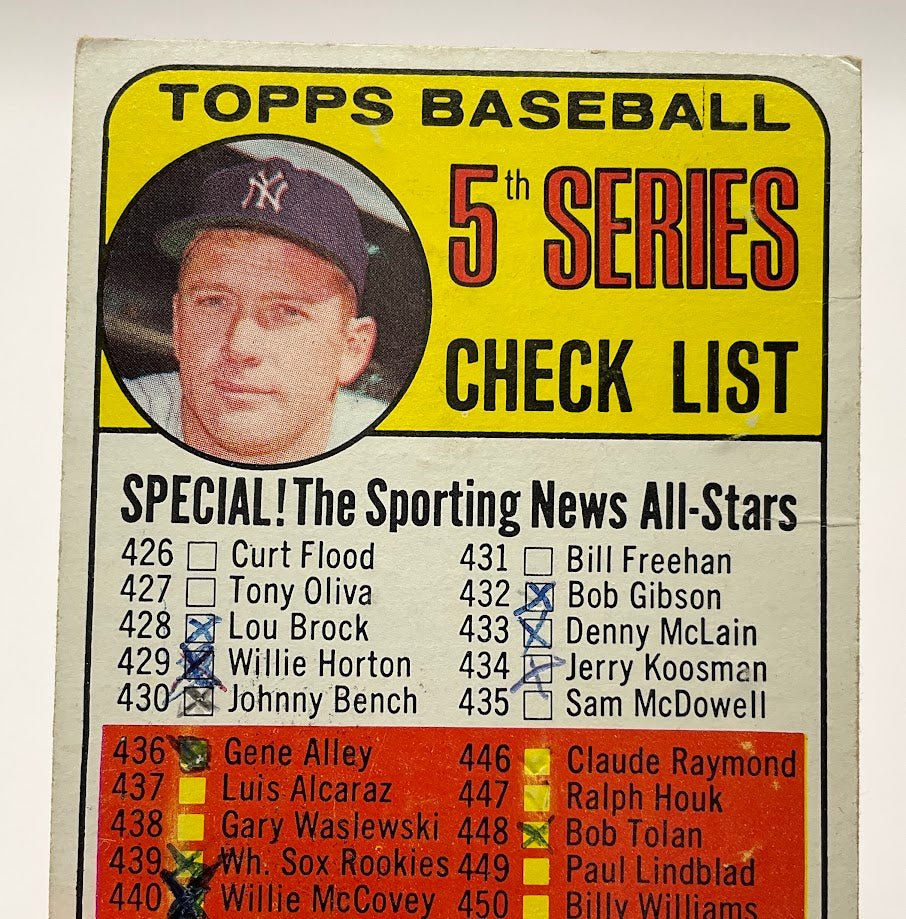 TOPPS BASEBALL
NY
5th SERIES
CHECK LIST
SPECIAL! The Sporting News All-Stars
426 Curt Flood
427 Tony Oliva
428 Lou Brock
429 Willie Horton
430 Johnny Bench
431 Bill Freehan
432 Bob Gibson
433 Denny McLain
434 Jerry Koosman
435 Sam McDowell
436 Gene Alley
437 Luis Alcaraz
438 Gary Waslewski
439 Wh. Sox Rookies
440 Willie McCovey
446 Claude Raymond
447 Ralph Houk
448 Bob Tolan
449 Paul Lindblad
450 Billy Williams